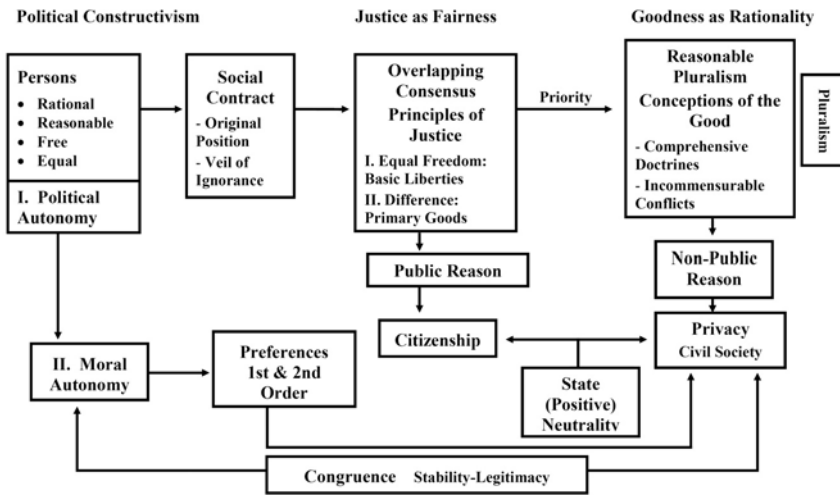 Political Constructivism
Justice as Fairness
Goodness as Rationality
Persons
• Rational
• Reasonable
• Free
• Equal
I. Political
Autonomy
Social
Contract
- Original
Position
- Veil of
Ignorance
Overlapping
Consensus
Principles of
Justice
I. Equal Freedom:
Basic Liberties
II. Difference:
Primary Goods
Priority
Reasonable
Pluralism
Conceptions of the
Good
- Comprehensive
Doctrines
- Incommensurable
Conflicts
Pluralism
Public Reason
Non-Public
Reason
Citizenship
Privacy
Civil Society
II. Moral
Autonomy
Preferences
1st & 2nd
Order
State
(Positive)
Neutrality
Congruence Stability-Legitimacy